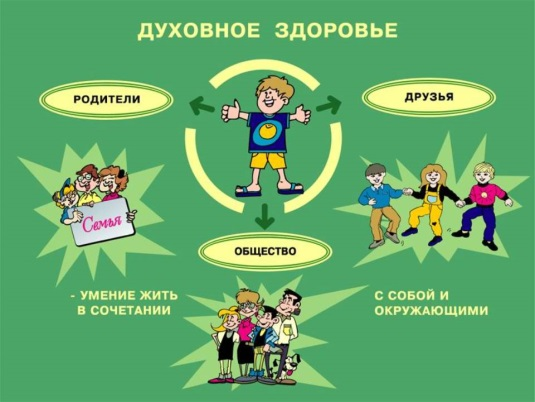 ДУХОВНОЕ ЗДОРОВЬЕ
РОДИТЕЛИ
ДРУЗЬЯ
Семья
ОБЩЕСТВО
- УМЕНИЕ ЖИТЬ
В СОЧЕТАНИИ
С СОБОЙ И
ОКРУЖАЮЩИМИ